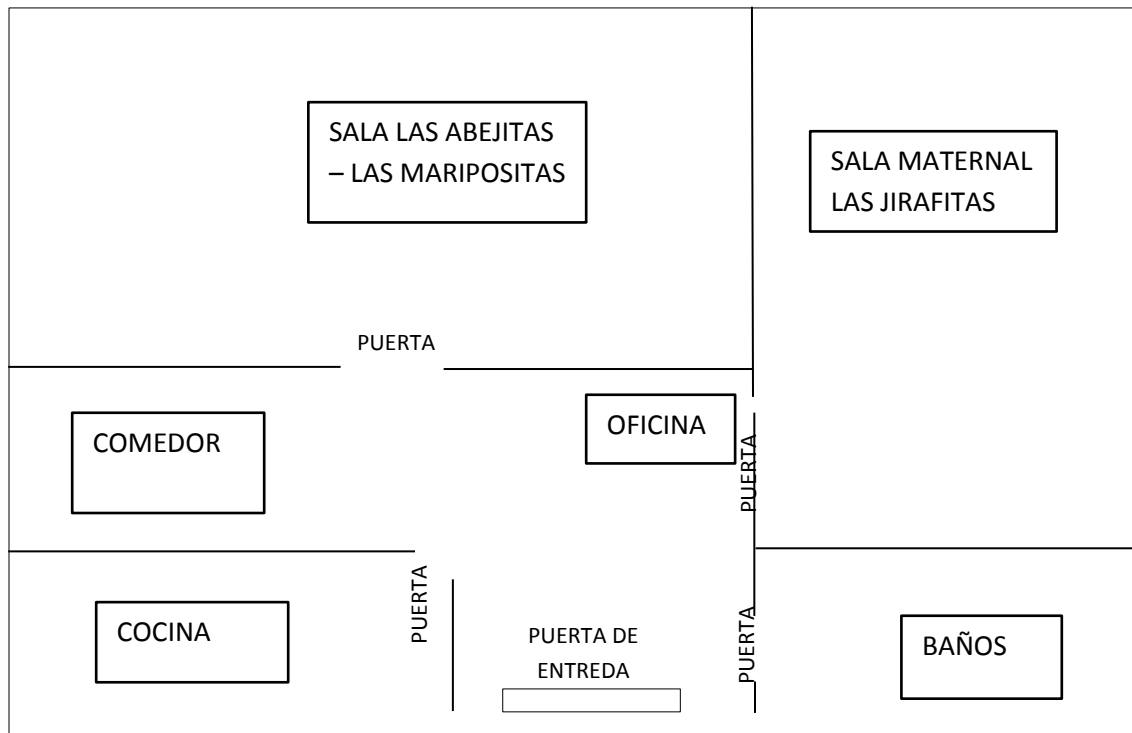 SALA LAS ABEJITAS
– LAS MARIPOSITAS
SALA MATERNAL
LAS JIRAFITAS
PUERTA
COMEDOR
OFICINA
PUERTA
COCINA
PUERTA
PUERTA DE
ENTREDA
PUERTA
BAÑOS